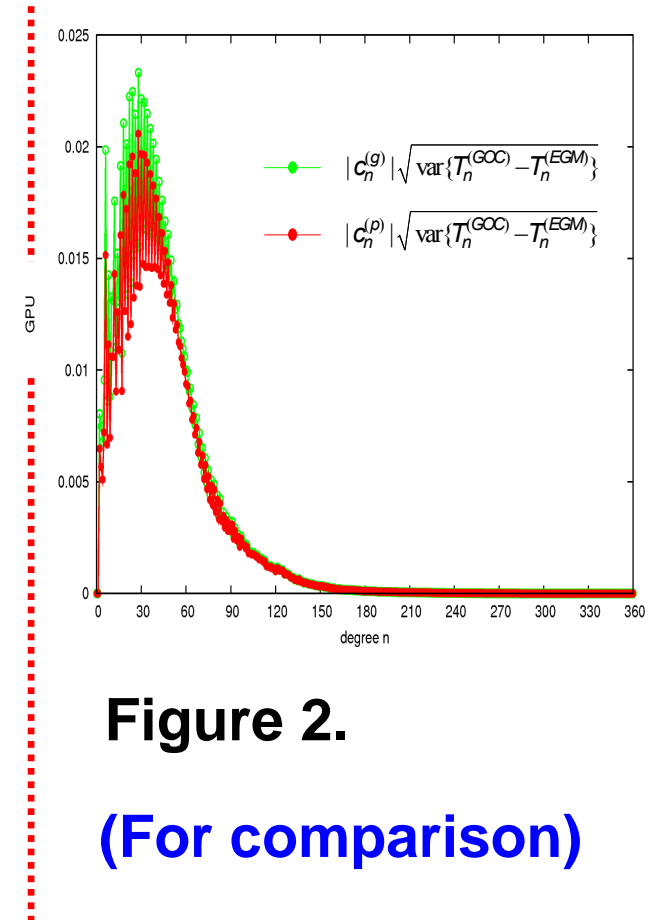 0.025
0.02
0.015
0.01
0.005
0
GPU
|c_n^(g)|√var{T_n^(GOC) − T_n^(EGM)}
|c_n^(p)|√var{T_n^(GOC) − T_n^(EGM)}
0 30 60 90 120 150 180 210 240 270 300 330 360
degree n
Figure 2.
(For comparison)